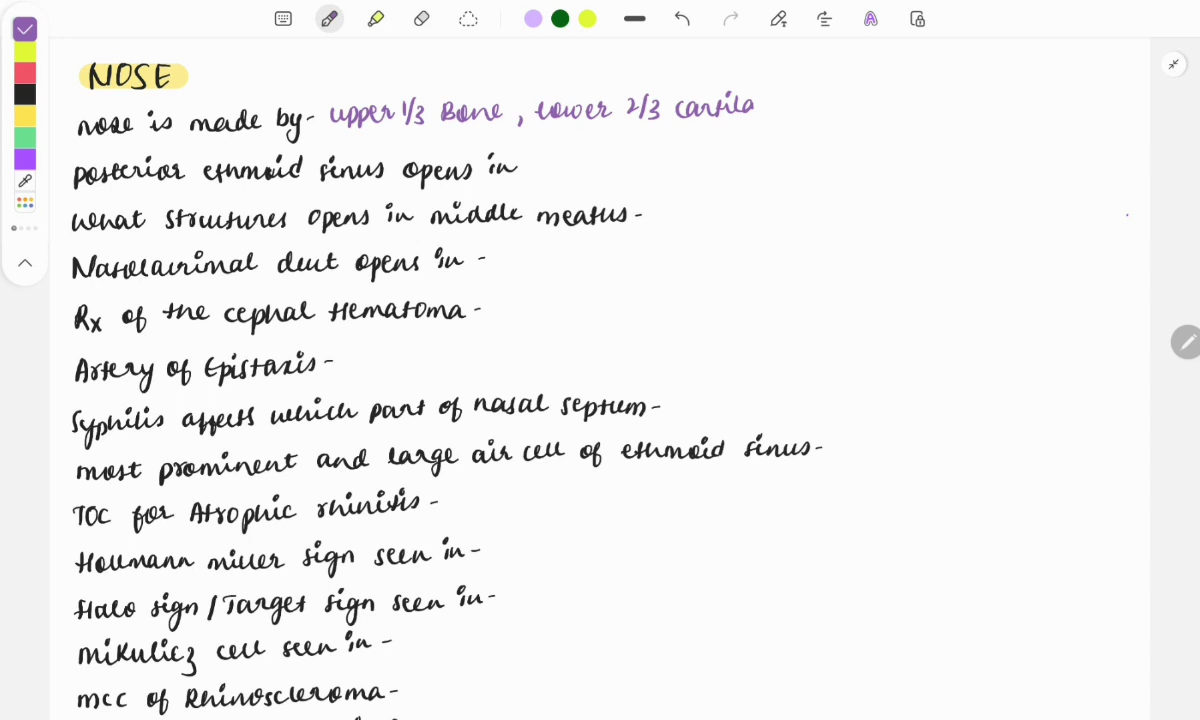 NOSE
nose is made by- upper 1/3 Bone, lower 2/3 cartila
posterior ethmoid sinus opens in
what structures opens in middle meatus-
Nasolacrimal duct opens in -
Rx of the cephal Hematoma-
Artery of Epistaxis-
Syphilis affects which part of nasal septum-
most prominent and large air cell of ethmoid sinus-
TOC for Atrophic rhinitis-
Hollmann miller sign seen in-
Halo sign/Target sign seen in-
Mikulicz cell seen in-
mcc of Rhinoscleroma-